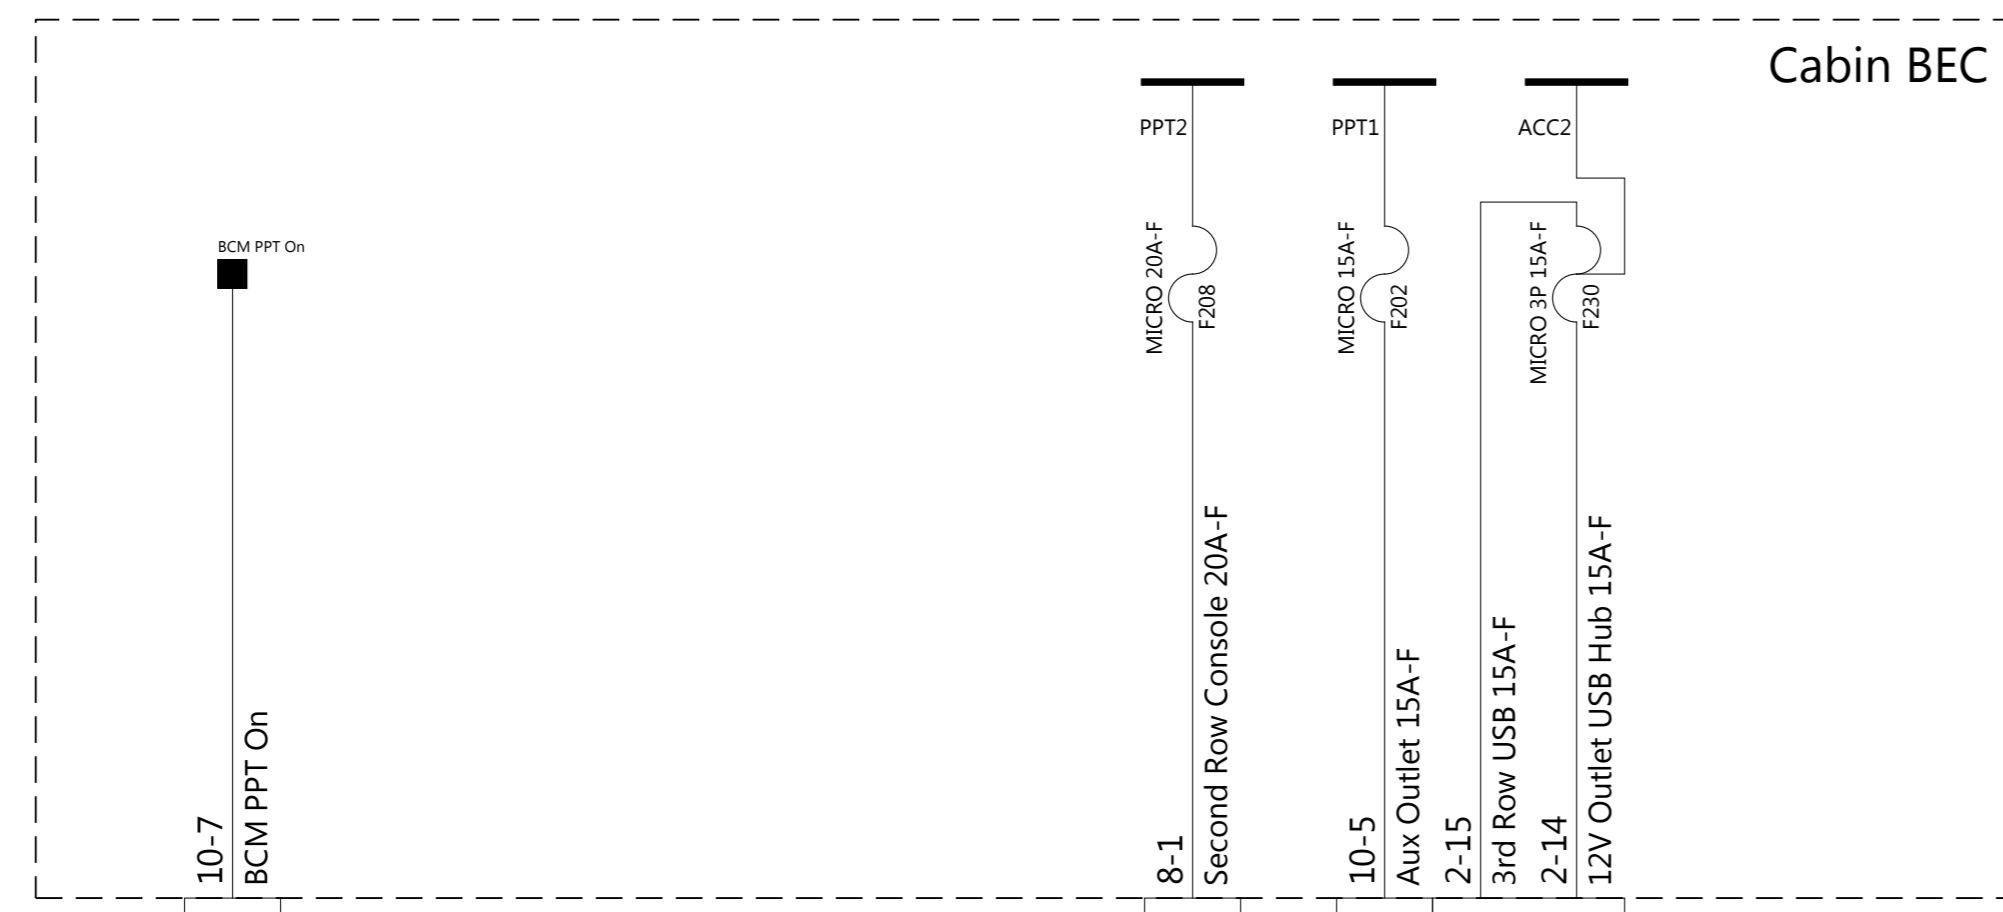 Cabin BEC
PPT2
PPT1
ACC2
BCM PPT On
MICRO 20A-F
F208
MICRO 15A-F
F202
MICRO 3P 15A-F
F230
10-7
BCM PPT On
8-1
Second Row Console 20A-F
10-5
Aux Outlet 15A-F
2-15
3rd Row USB 15A-F
2-14
12V Outlet USB Hub 15A-F